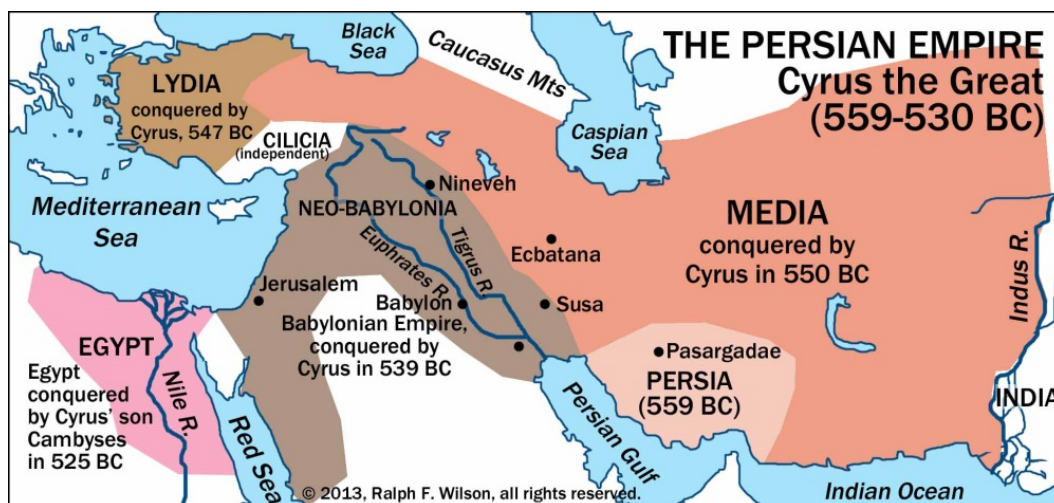 THE PERSIAN EMPIRE
Cyrus the Great
(559-530 BC)
Black
Sea
Caucasus Mts
LYDIA
conquered by
Cyrus, 547 BC
CILICIA
(independent)
Caspian
Sea
Mediterranean
Sea
Nineveh
NEO-BABYLONIA
Tigrus R.
Euphrates R.
Ecbatana
MEDIA
conquered by
Cyrus in 550 BC
Indus R.
Jerusalem
Babylon
Babylonian Empire,
conquered by
Cyrus in 539 BC
Susa
EGYPT
Egypt
conquered
by Cyrus' son
Cambyses
in 525 BC
Nile R.
Red Sea
Persian Gulf
Pasargadae
PERSIA
(559 BC)
INDIA
Indian Ocean
© 2013, Ralph F. Wilson, all rights reserved.